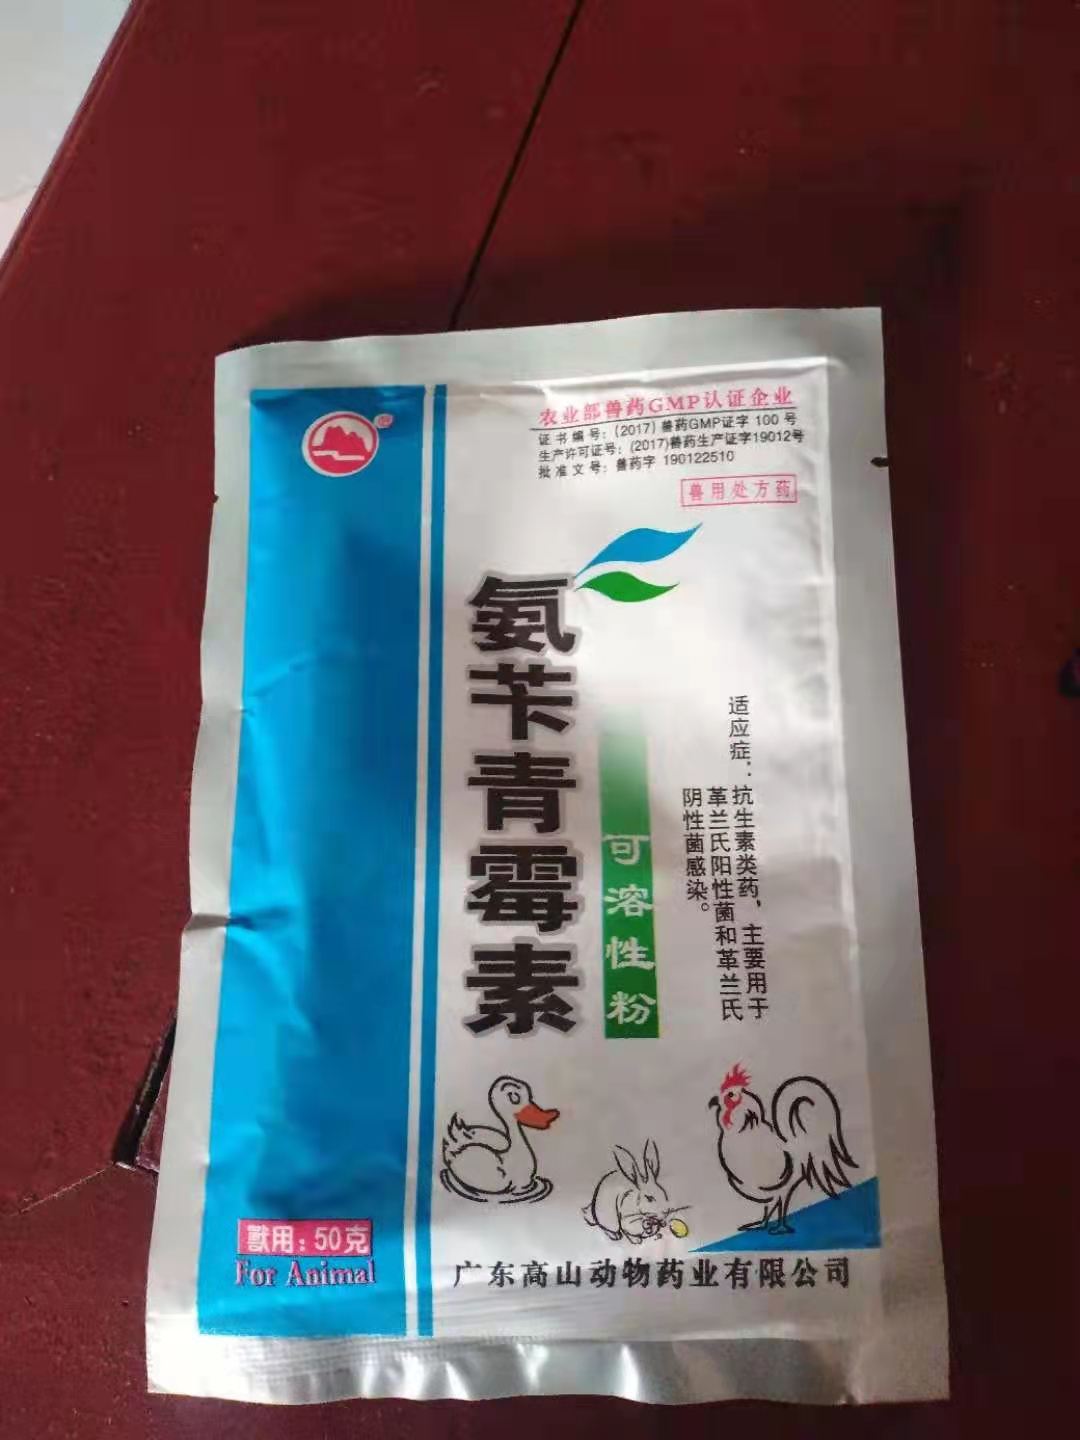 农业部兽药GMP认证企业
证书编号:(2017)兽药GMP证字 100 号
生产许可证号:(2017)兽药生产证字19012号
批准文号:兽药字 190122510
兽用处方药
氨苄青霉素
可溶性粉
适应症:抗生素类药,主要用于
革兰氏阳性菌和革兰氏
阴性菌感染。
獸用:50克
For Animal
广东高山动物药业有限公司